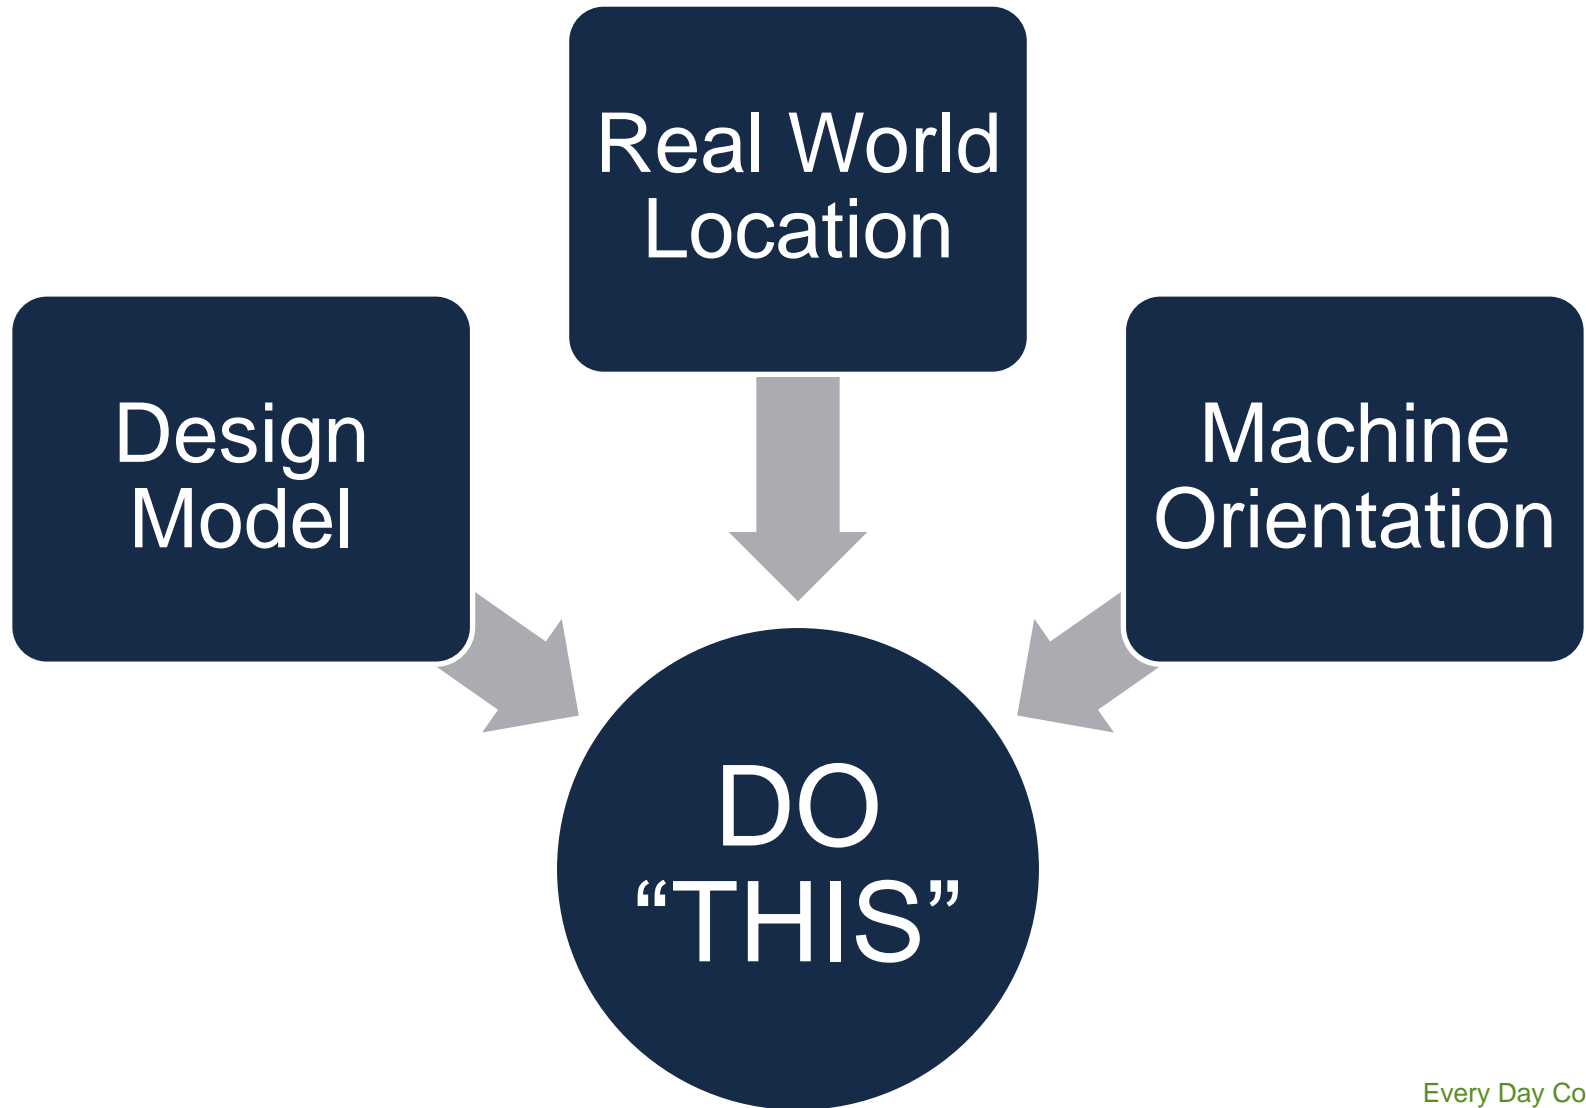 Real World
Location
Design
Model
Machine
Orientation
DO
“THIS”
Every Day Co